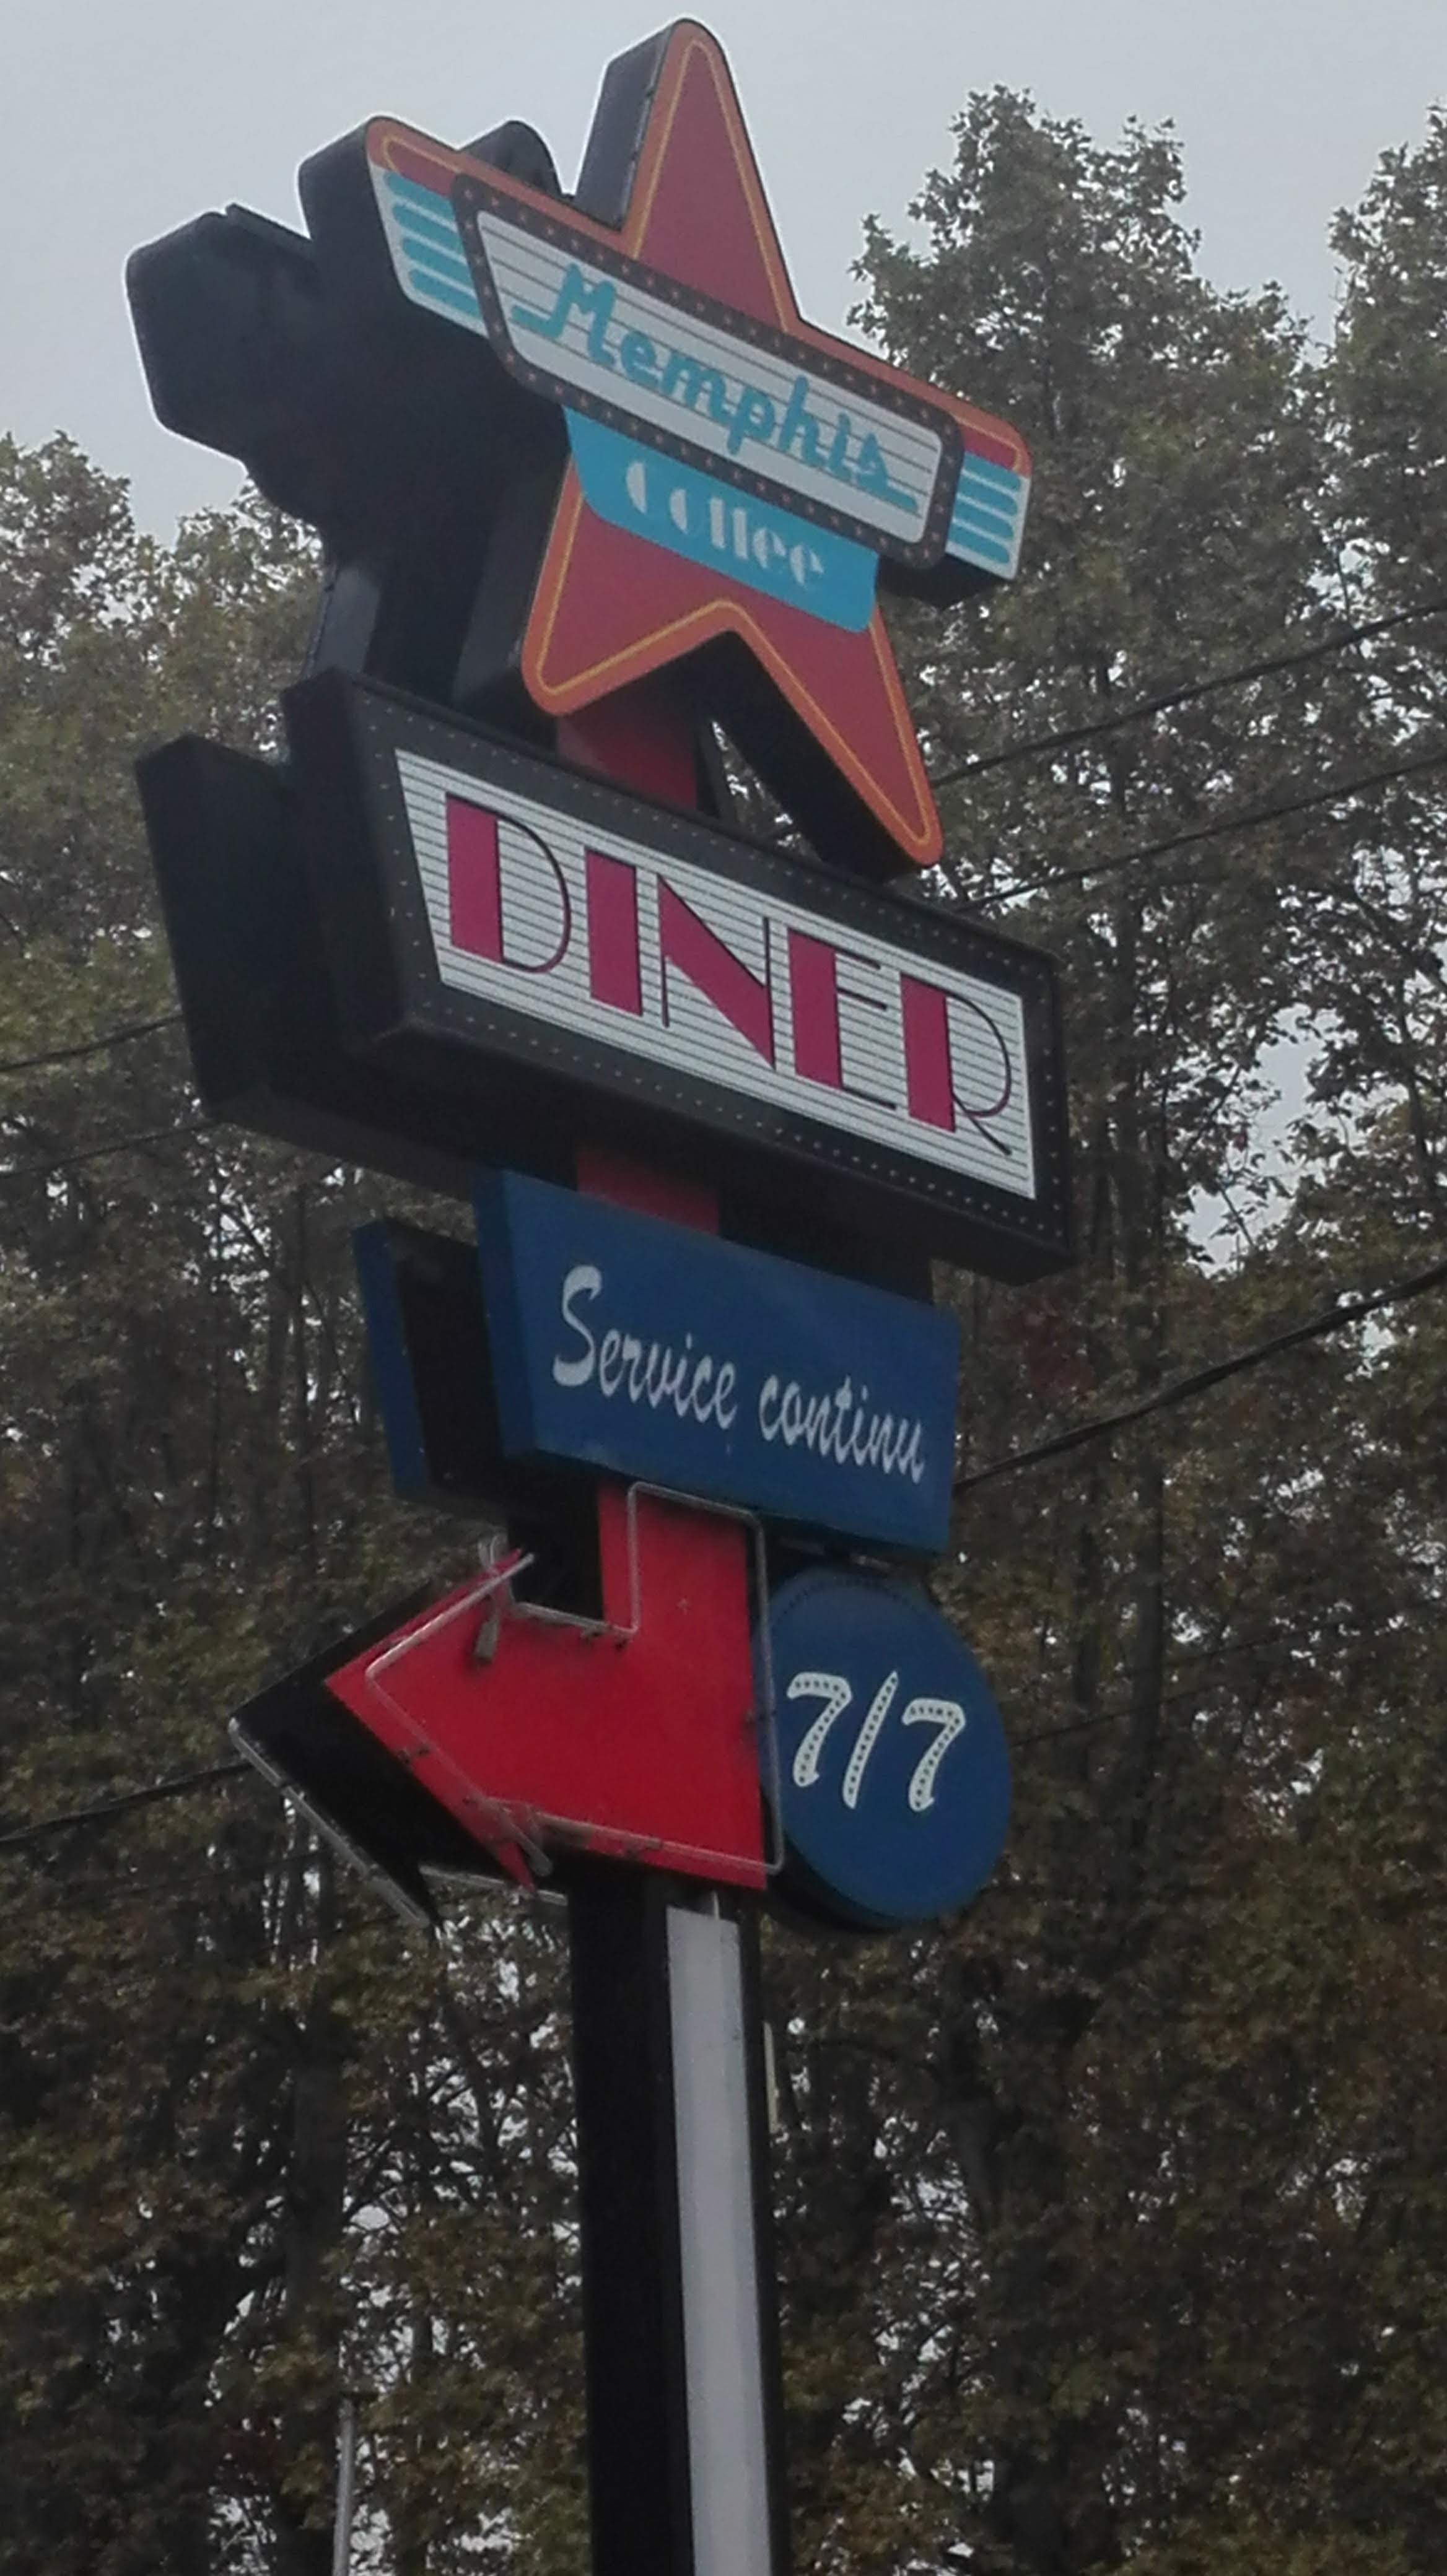 Memphis
Coffee
DINER
Service continu
7/7